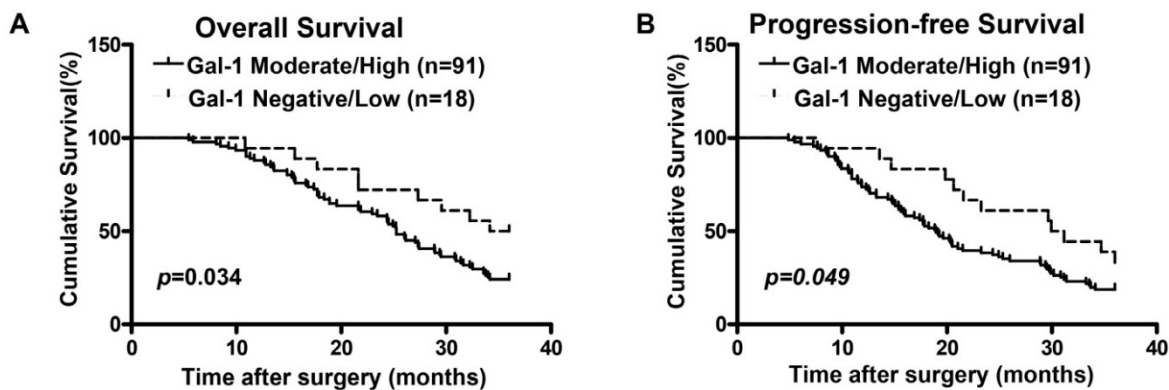 A
Overall Survival
Cumulative Survival(%)
150
100
50
0
Gal-1 Moderate/High (n=91)
Gal-1 Negative/Low (n=18)
p=0.034
0 10 20 30 40
Time after surgery (months)
B
Progression-free Survival
Cumulative Survival(%)
150
100
50
0
Gal-1 Moderate/High (n=91)
Gal-1 Negative/Low (n=18)
p=0.049
0 10 20 30 40
Time after surgery (months)